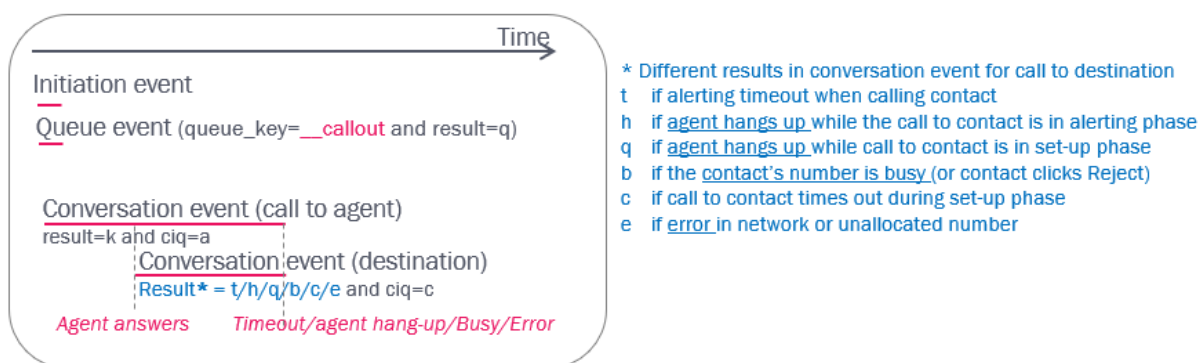 Time
Initiation event
Queue event (queue_key=__callout and result=q)
Conversation event (call to agent)
result=k and ciq=a
Conversation event (destination)
Result* = t/h/q/b/c/e and ciq=c
Agent answers
Timeout/agent hang-up/Busy/Error
* Different results in conversation event for call to destination
t if alerting timeout when calling contact
h if agent hangs up while the call to contact is in alerting phase
q if agent hangs up while call to contact is in set-up phase
b if the contact's number is busy (or contact clicks Reject)
c if call to contact times out during set-up phase
e if error in network or unallocated number